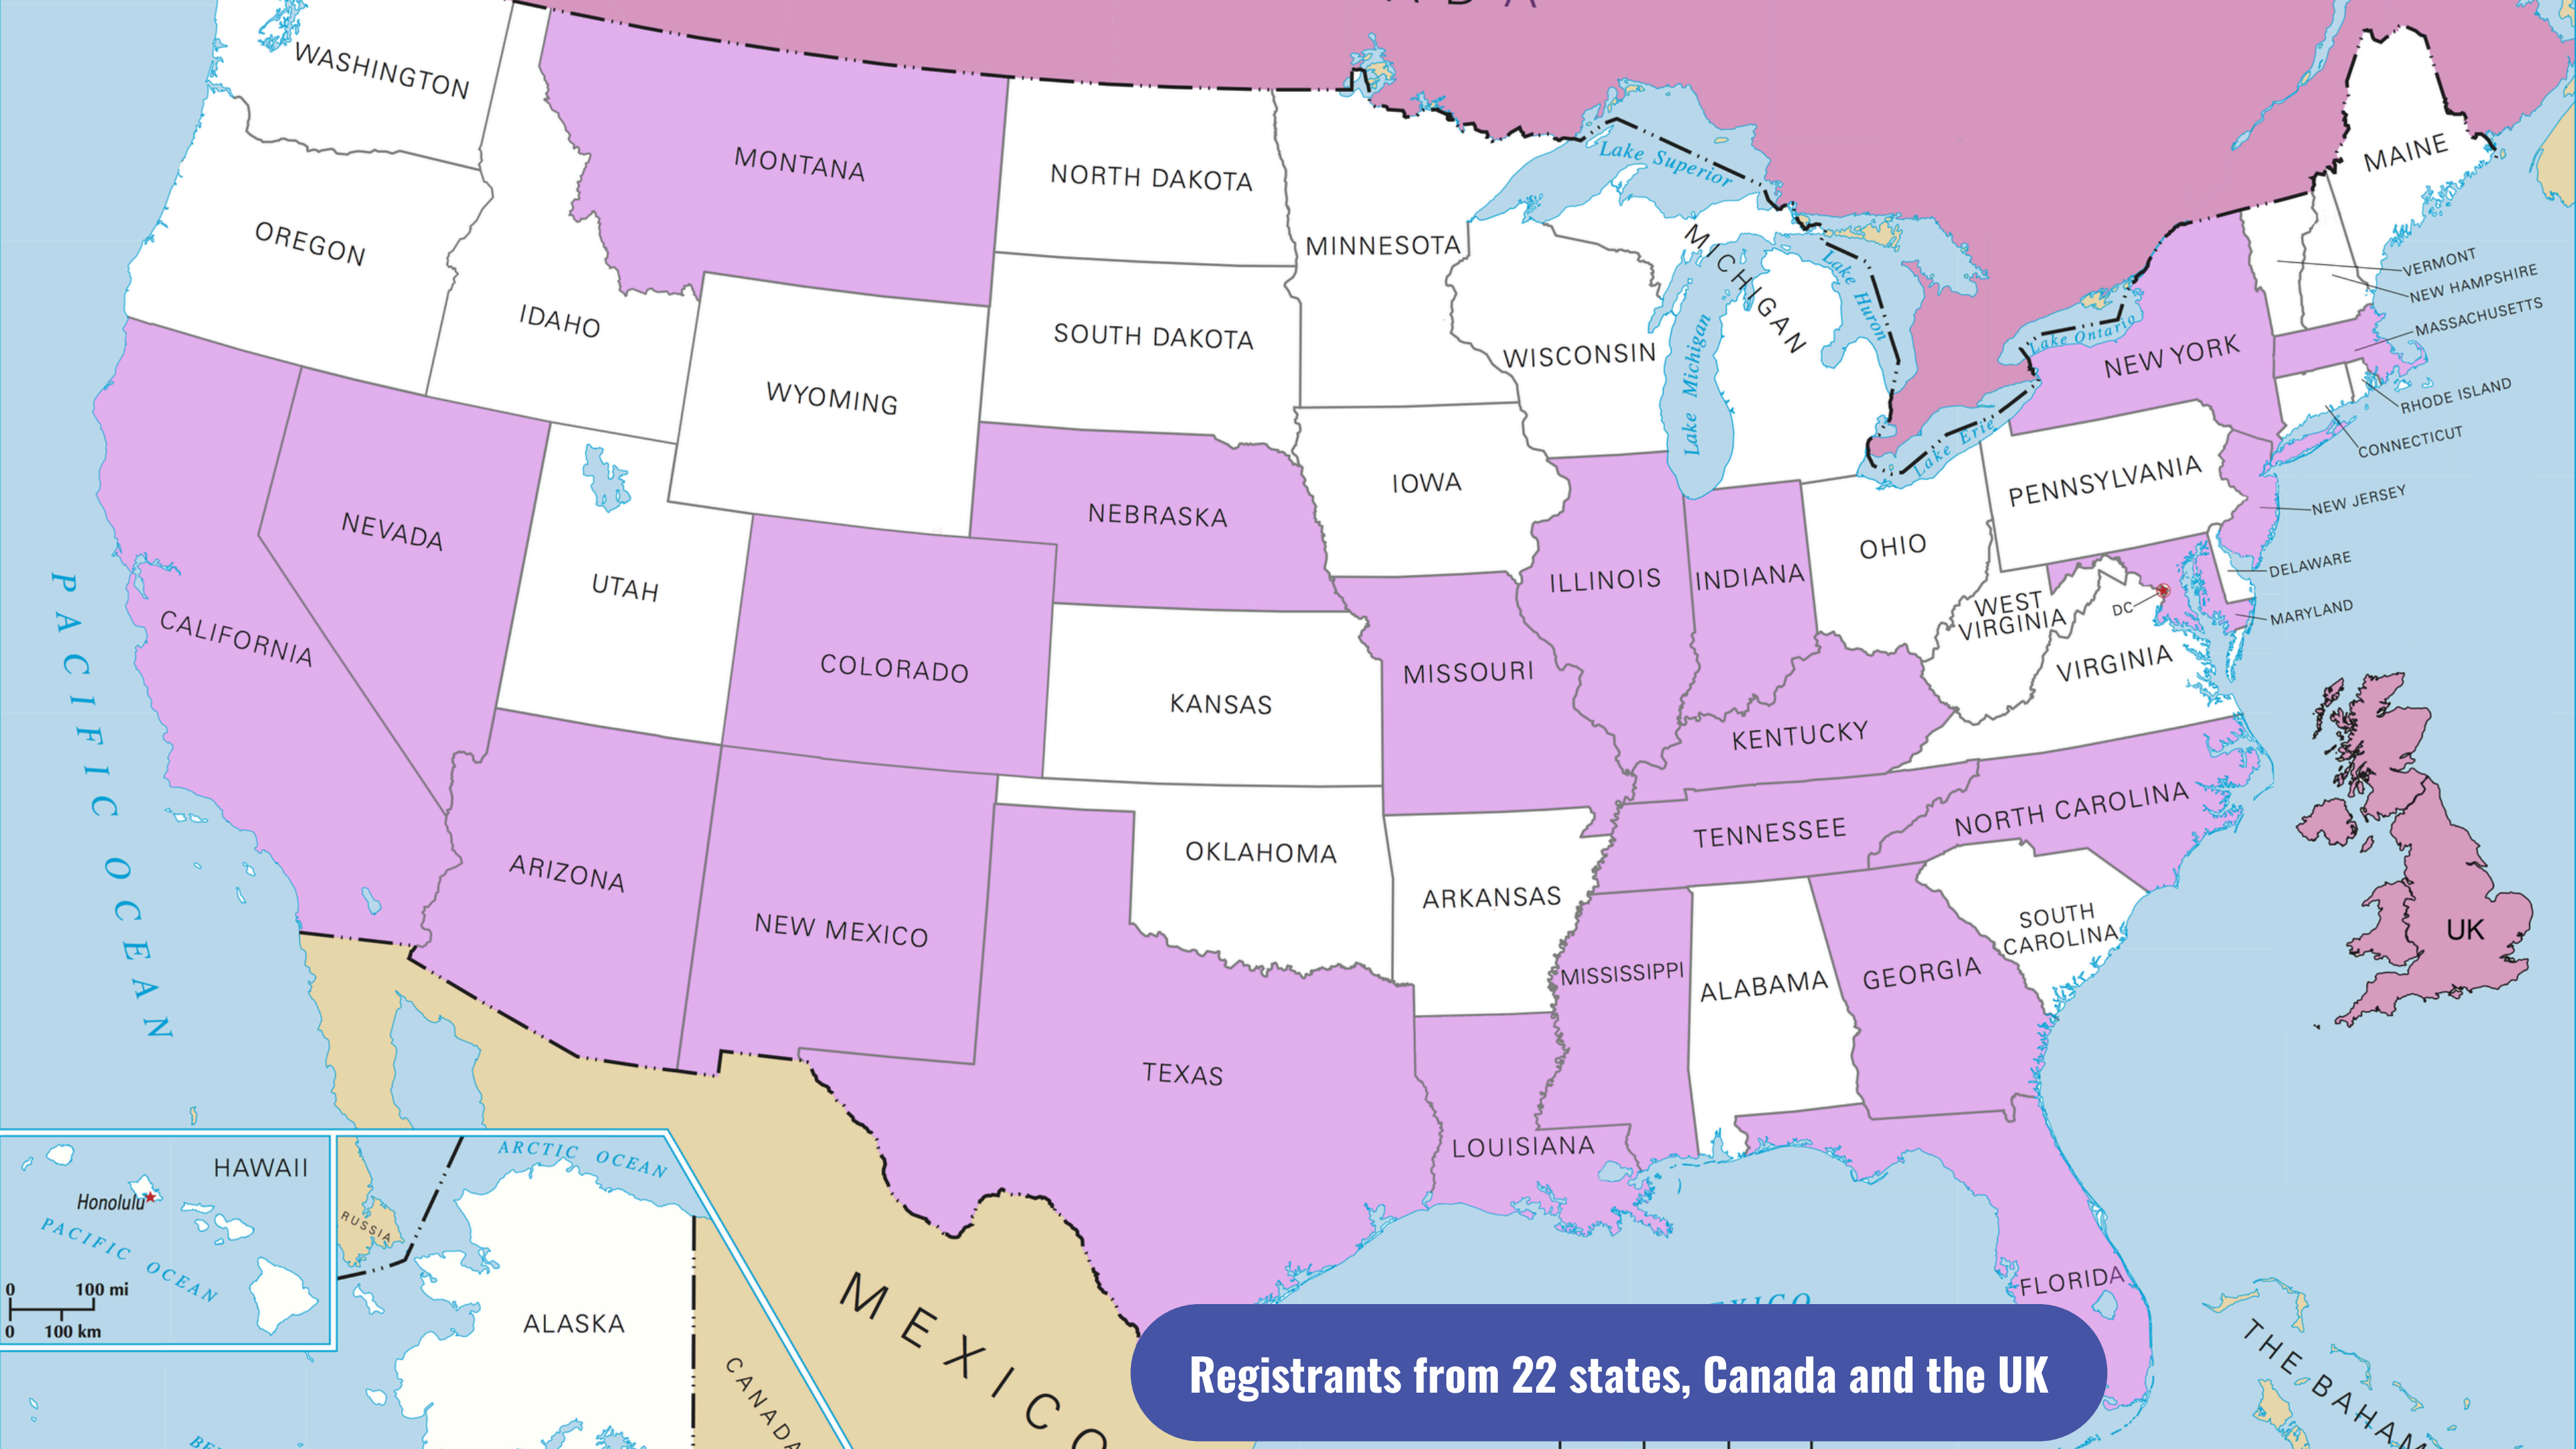 WASHINGTON
MONTANA
NORTH DAKOTA
MINNESOTA
Lake Superior
MICHIGAN
Lake Huron
Lake Michigan
MAINE
OREGON
IDAHO
SOUTH DAKOTA
WISCONSIN
Lake Ontario
NEW YORK
VERMONT
NEW HAMPSHIRE
MASSACHUSETTS
RHODE ISLAND
CONNECTICUT
WYOMING
Lake Erie
PENNSYLVANIA
NEW JERSEY
IOWA
NEBRASKA
NEVADA
UTAH
ILLINOIS
INDIANA
OHIO
DELAWARE
DC
MARYLAND
WEST
VIRGINIA
VIRGINIA
CALIFORNIA
COLORADO
KANSAS
MISSOURI
KENTUCKY
PACIFIC OCEAN
ARIZONA
NEW MEXICO
OKLAHOMA
ARKANSAS
TENNESSEE
NORTH CAROLINA
SOUTH
CAROLINA
UK
MISSISSIPPI
ALABAMA
GEORGIA
TEXAS
LOUISIANA
FLORIDA
HAWAII
Honolulu
PACIFIC OCEAN
0 100 mi
0 100 km
RUSSIA
ARCTIC OCEAN
ALASKA
CANADA
MEXICO
THE BAHAM
Registrants from 22 states, Canada and the UK